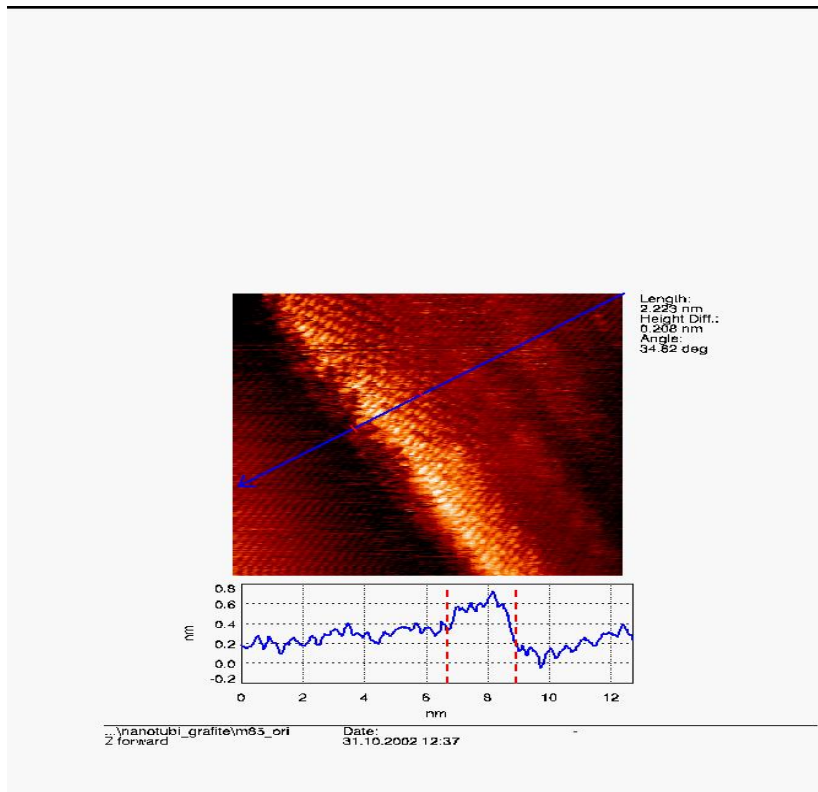 Length:
2.223 nm
Height Diff.:
0.208 nm
Angle:
34.82 deg
0.8
0.6
0.4
0.2
0.0
-0.2
nm
0 2 4 6 8 10 12
nm
...\nanotubi_grafite\m85_ori Date: -
Z forward 31.10.2002 12:37